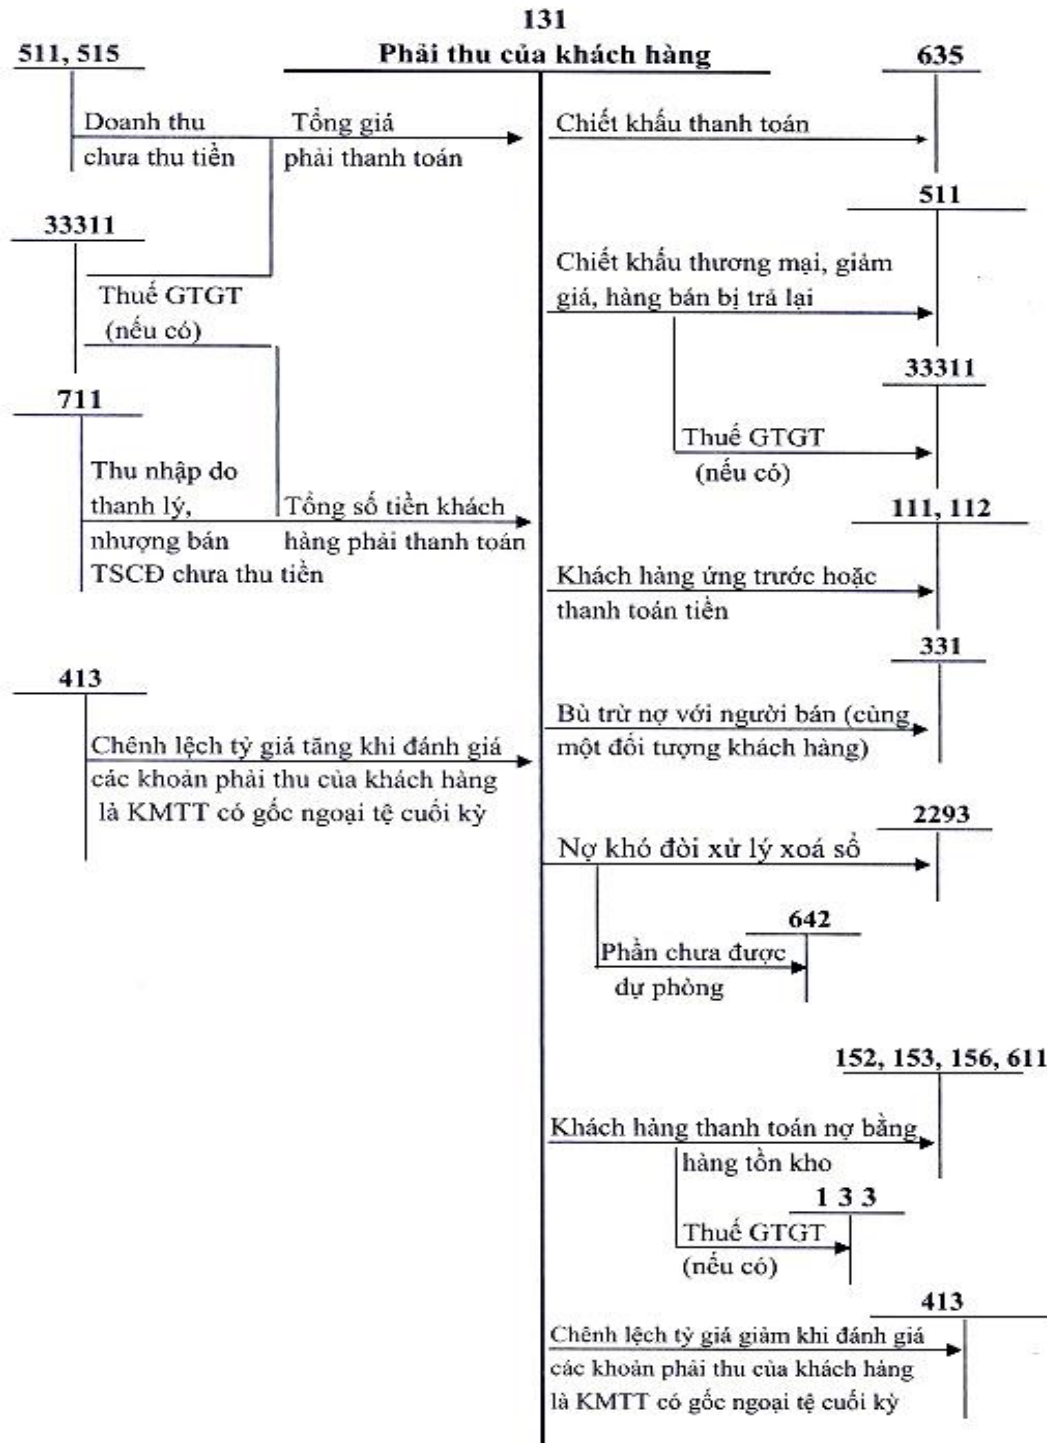 131
Phải thu của khách hàng
511, 515
Doanh thu
chưa thu tiền
Tổng giá
phải thanh toán
33311
Thuế GTGT
(nếu có)
711
Thu nhập do
thanh lý,
nhượng bán
TSCĐ chưa thu tiền
Tổng số tiền khách
hàng phải thanh toán
413
Chênh lệch tỷ giá tăng khi đánh giá
các khoản phải thu của khách hàng
là KMTT có gốc ngoại tệ cuối kỳ
635
Chiết khấu thanh toán
511
Chiết khấu thương mại, giảm
giá, hàng bán bị trả lại
33311
Thuế GTGT
(nếu có)
111, 112
Khách hàng ứng trước hoặc
thanh toán tiền
331
Bù trừ nợ với người bán (cùng
một đối tượng khách hàng)
2293
Nợ khó đòi xử lý xoá sổ
642
Phần chưa được
dự phòng
152, 153, 156, 611
Khách hàng thanh toán nợ bằng
hàng tồn kho
1 3 3
Thuế GTGT
(nếu có)
413
Chênh lệch tỷ giá giảm khi đánh giá
các khoản phải thu của khách hàng
là KMTT có gốc ngoại tệ cuối kỳ